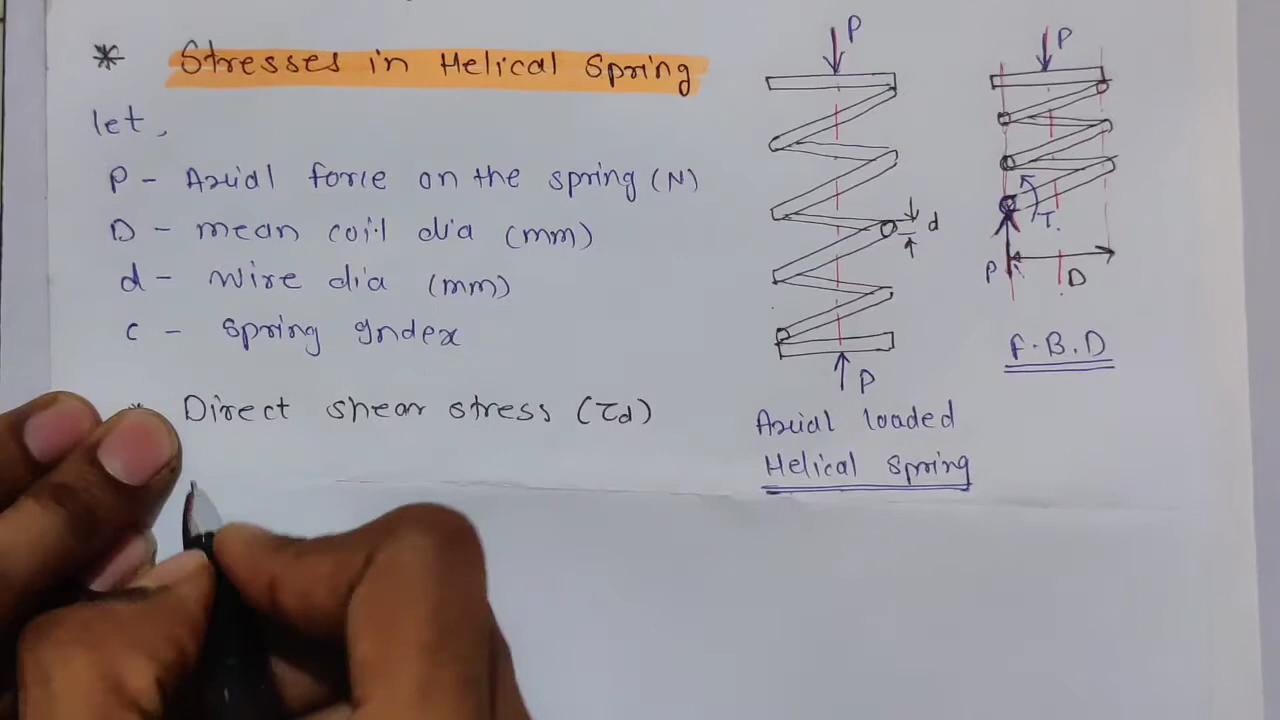 * Stresses in Helical Spring
let,
P - Axial force on the spring (N)
D - mean coil dia (mm)
d - wire dia (mm)
C - Spring Index
* Direct shear stress (τd)
P
d
P
Axial loaded
Helical Spring
P
T.
P
D
F.B.D